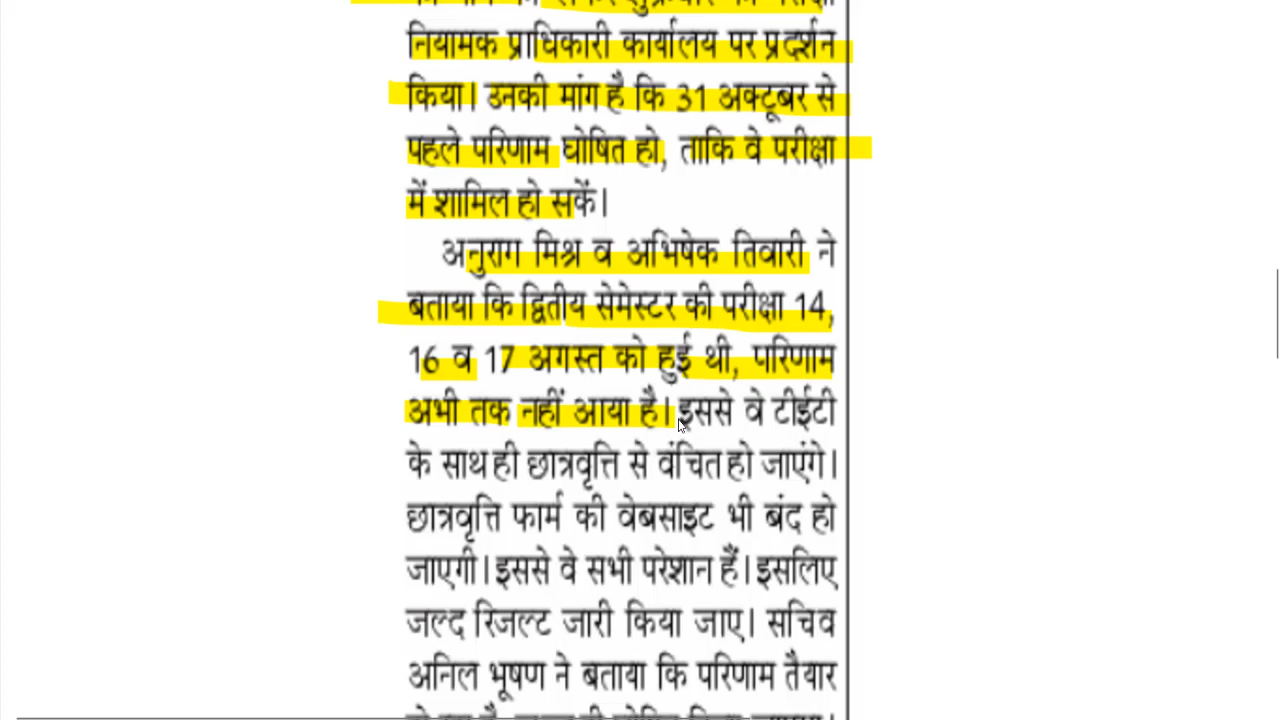 नियामक प्राधिकारी कार्यालय पर प्रदर्शन
किया। उनकी मांग है कि 31 अक्टूबर से
पहले परिणाम घोषित हो, ताकि वे परीक्षा
में शामिल हो सकें।
अनुराग मिश्र व अभिषेक तिवारी ने
बताया कि द्वितीय सेमेस्टर की परीक्षा 14,
16 व 17 अगस्त को हुई थी, परिणाम
अभी तक नहीं आया है। इससे वे टीईटी
के साथ ही छात्रवृत्ति से वंचित हो जाएंगे।
छात्रवृत्ति फार्म की वेबसाइट भी बंद हो
जाएगी। इससे वे सभी परेशान हैं। इसलिए
जल्द रिजल्ट जारी किया जाए। सचिव
अनिल भूषण ने बताया कि परिणाम तैयार